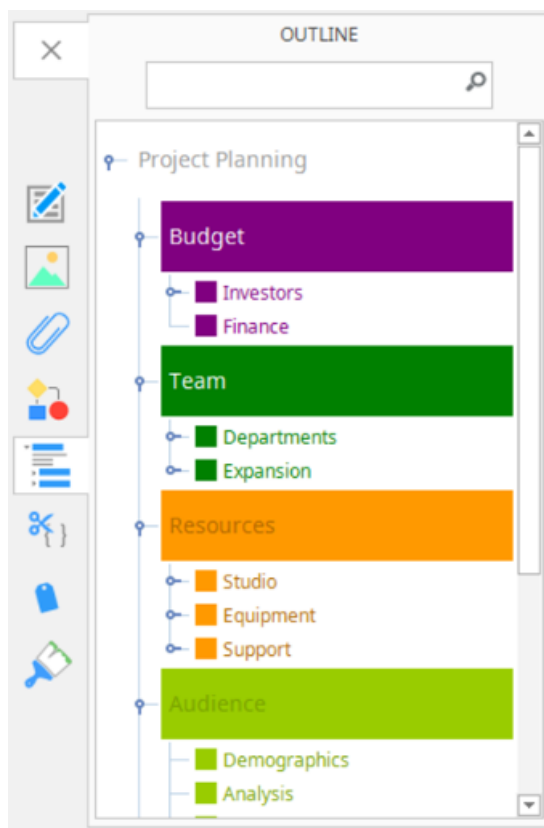 OUTLINE
Project Planning
Budget
Investors
Finance
Team
Departments
Expansion
Resources
Studio
Equipment
Support
Audience
Demographics
Analysis